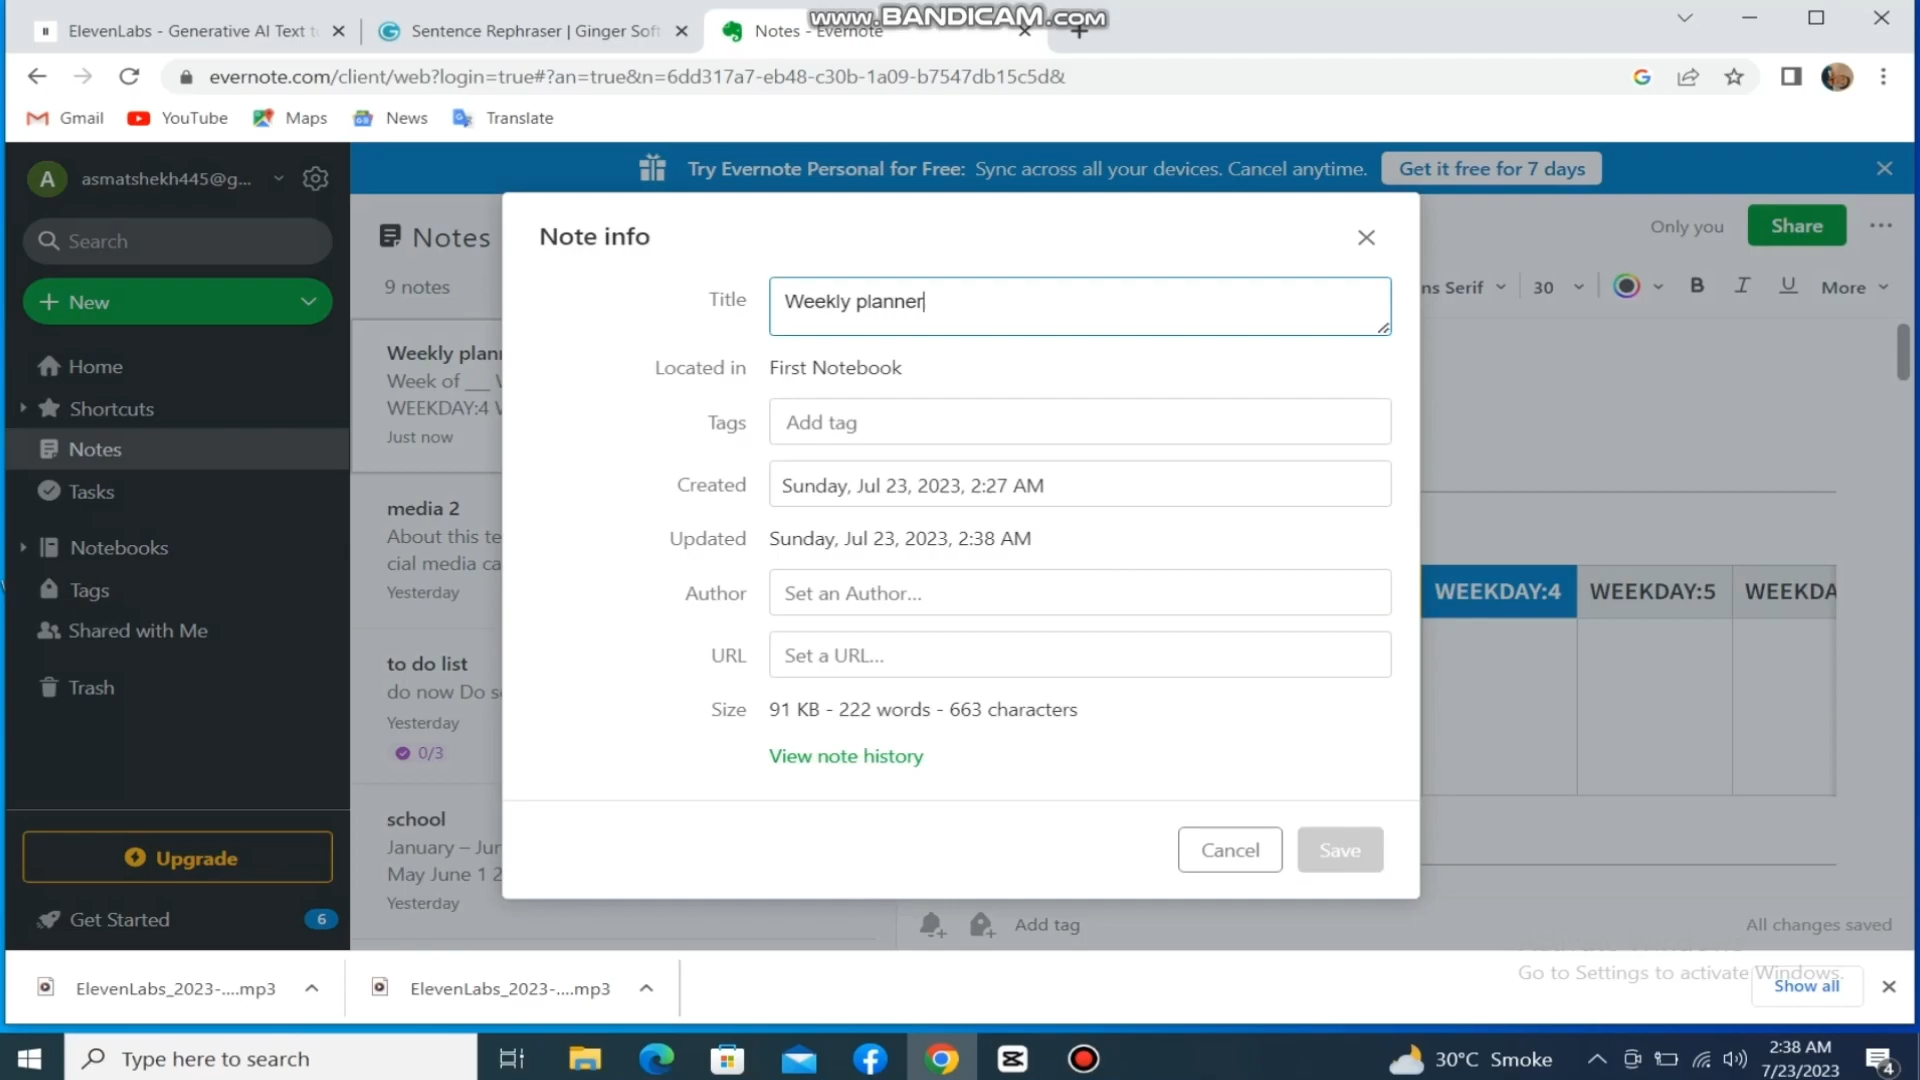 www.BANDICAM.com
ElevenLabs - Generative AI Text t
Sentence Rephraser | Ginger Soft
Notes - Evernote
evernote.com/client/web?login=true#?an=true&n=6dd317a7-eb48-c30b-1a09-b7547db15c5d&
Gmail
YouTube
Maps
News
Translate
A
asmatshekh445@g...
Try Evernote Personal for Free: Sync across all your devices. Cancel anytime.
Get it free for 7 days
Search
New
Home
Shortcuts
Notes
Tasks
Notebooks
Tags
Shared with Me
Trash
Upgrade
Get Started
6
Notes
9 notes
Weekly plan
Week of ___
WEEKDAY:4
Just now
media 2
About this te
cial media ca
Yesterday
to do list
do now Do s
Yesterday
0/3
school
January – Jun
May June 1 2
Yesterday
Note info
Title
Weekly planner
Located in
First Notebook
Tags
Add tag
Created
Sunday, Jul 23, 2023, 2:27 AM
Updated
Sunday, Jul 23, 2023, 2:38 AM
Author
Set an Author...
URL
Set a URL...
Size
91 KB - 222 words - 663 characters
View note history
Cancel
Save
Only you
Share
ns Serif
30
B
I
U
More
WEEKDAY:4
WEEKDAY:5
WEEKDA
Add tag
All changes saved
Go to Settings to activate Windows.
ElevenLabs_2023-....mp3
ElevenLabs_2023-....mp3
Show all
Type here to search
30°C Smoke
2:38 AM
7/23/2023
4